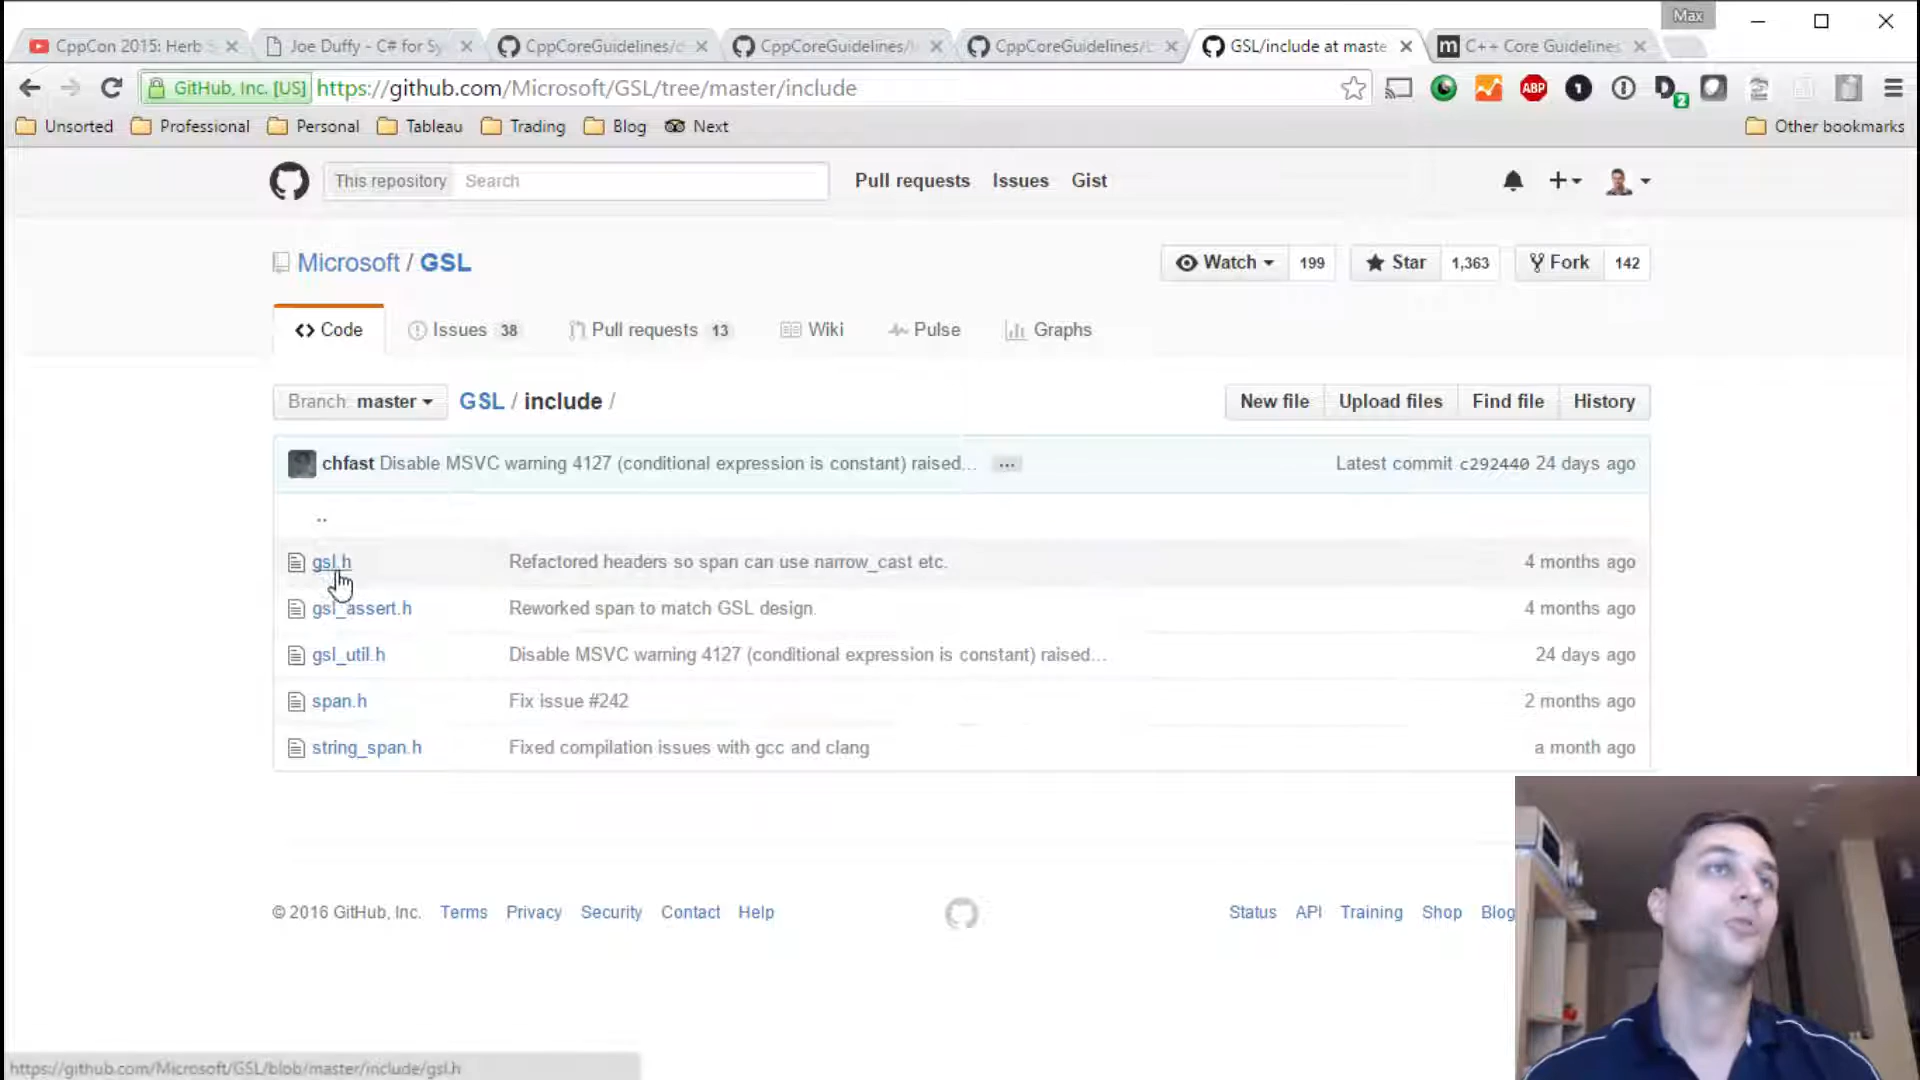 Max
CppCon 2015: Herb S
Joe Duffy - C# for Sy
CppCoreGuidelines/c
CppCoreGuidelines/
CppCoreGuidelines/
GSL/include at maste
C++ Core Guidelines
GitHub, Inc. [US] https://github.com/Microsoft/GSL/tree/master/include
ABP
2
Unsorted Professional Personal Tableau Trading Blog Next Other bookmarks
This repository Search Pull requests Issues Gist
Microsoft / GSL Watch 199 Star 1,363 Fork 142
Code Issues 38 Pull requests 13 Wiki Pulse Graphs
Branch: master GSL / include / New file Upload files Find file History
chfast Disable MSVC warning 4127 (conditional expression is constant) raised… … Latest commit c292440 24 days ago
..
gsl.h Refactored headers so span can use narrow_cast etc. 4 months ago
gsl_assert.h Reworked span to match GSL design. 4 months ago
gsl_util.h Disable MSVC warning 4127 (conditional expression is constant) raised… 24 days ago
span.h Fix issue #242 2 months ago
string_span.h Fixed compilation issues with gcc and clang a month ago
© 2016 GitHub, Inc. Terms Privacy Security Contact Help Status API Training Shop Blog
https://github.com/Microsoft/GSL/blob/master/include/gsl.h